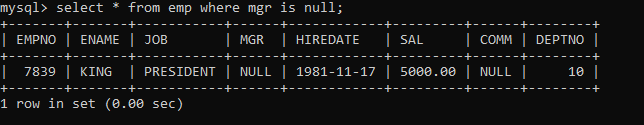 mysql> select * from emp where mgr is null;
+-------+-------+-----------+------+------------+---------+------+--------+
| EMPNO | ENAME | JOB       | MGR  | HIREDATE   | SAL     | COMM | DEPTNO |
+-------+-------+-----------+------+------------+---------+------+--------+
|  7839 | KING  | PRESIDENT | NULL | 1981-11-17 | 5000.00 | NULL |     10 |
+-------+-------+-----------+------+------------+---------+------+--------+
1 row in set (0.00 sec)